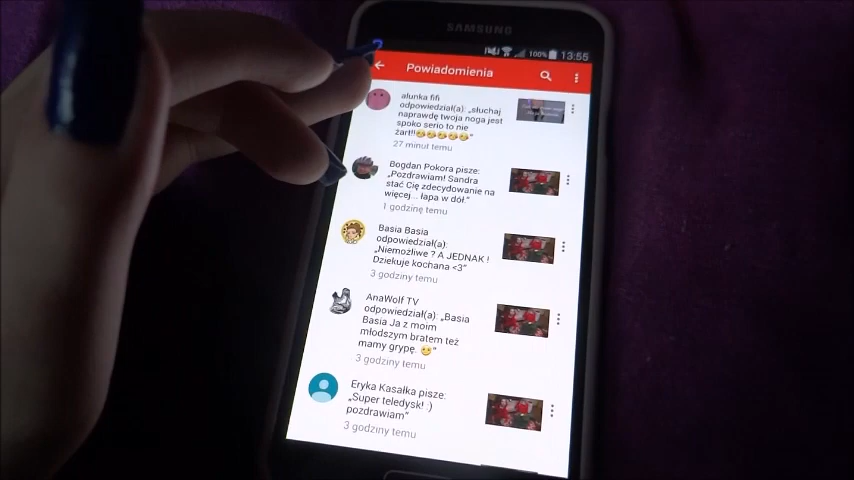 SAMSUNG
100% 13:55
Powiadomienia
alunka fifi
odpowiedział(a): „słuchaj
naprawdę twoja noga jest
spoko serio to nie
żart!!😄😄😄😄😄"
27 minut temu
Bogdan Pokora pisze:
„Pozdrawiam! Sandra
stać Cię zdecydowanie na
więcej... łapa w dół."
1 godzinę temu
Basia Basia
odpowiedział(a):
„Niemożliwe ? A JEDNAK !
Dziekuje kochana <3"
3 godziny temu
AnaWolf TV
odpowiedział(a): „Basia
Basia Ja z moim
młodszym bratem też
mamy grypę. 😄"
3 godziny temu
Eryka Kasałka pisze:
„Super teledysk! :)
pozdrawiam"
3 godziny temu